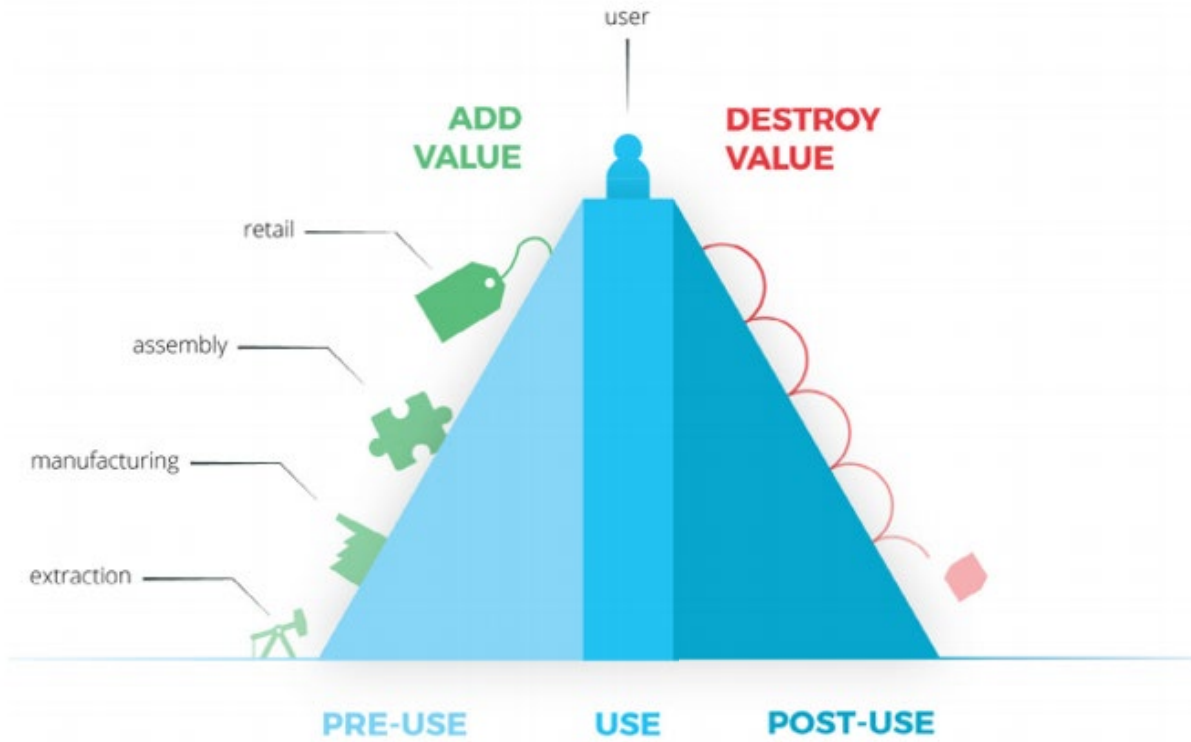 user
ADD
VALUE
DESTROY
VALUE
retail
assembly
manufacturing
extraction
PRE-USE
USE
POST-USE